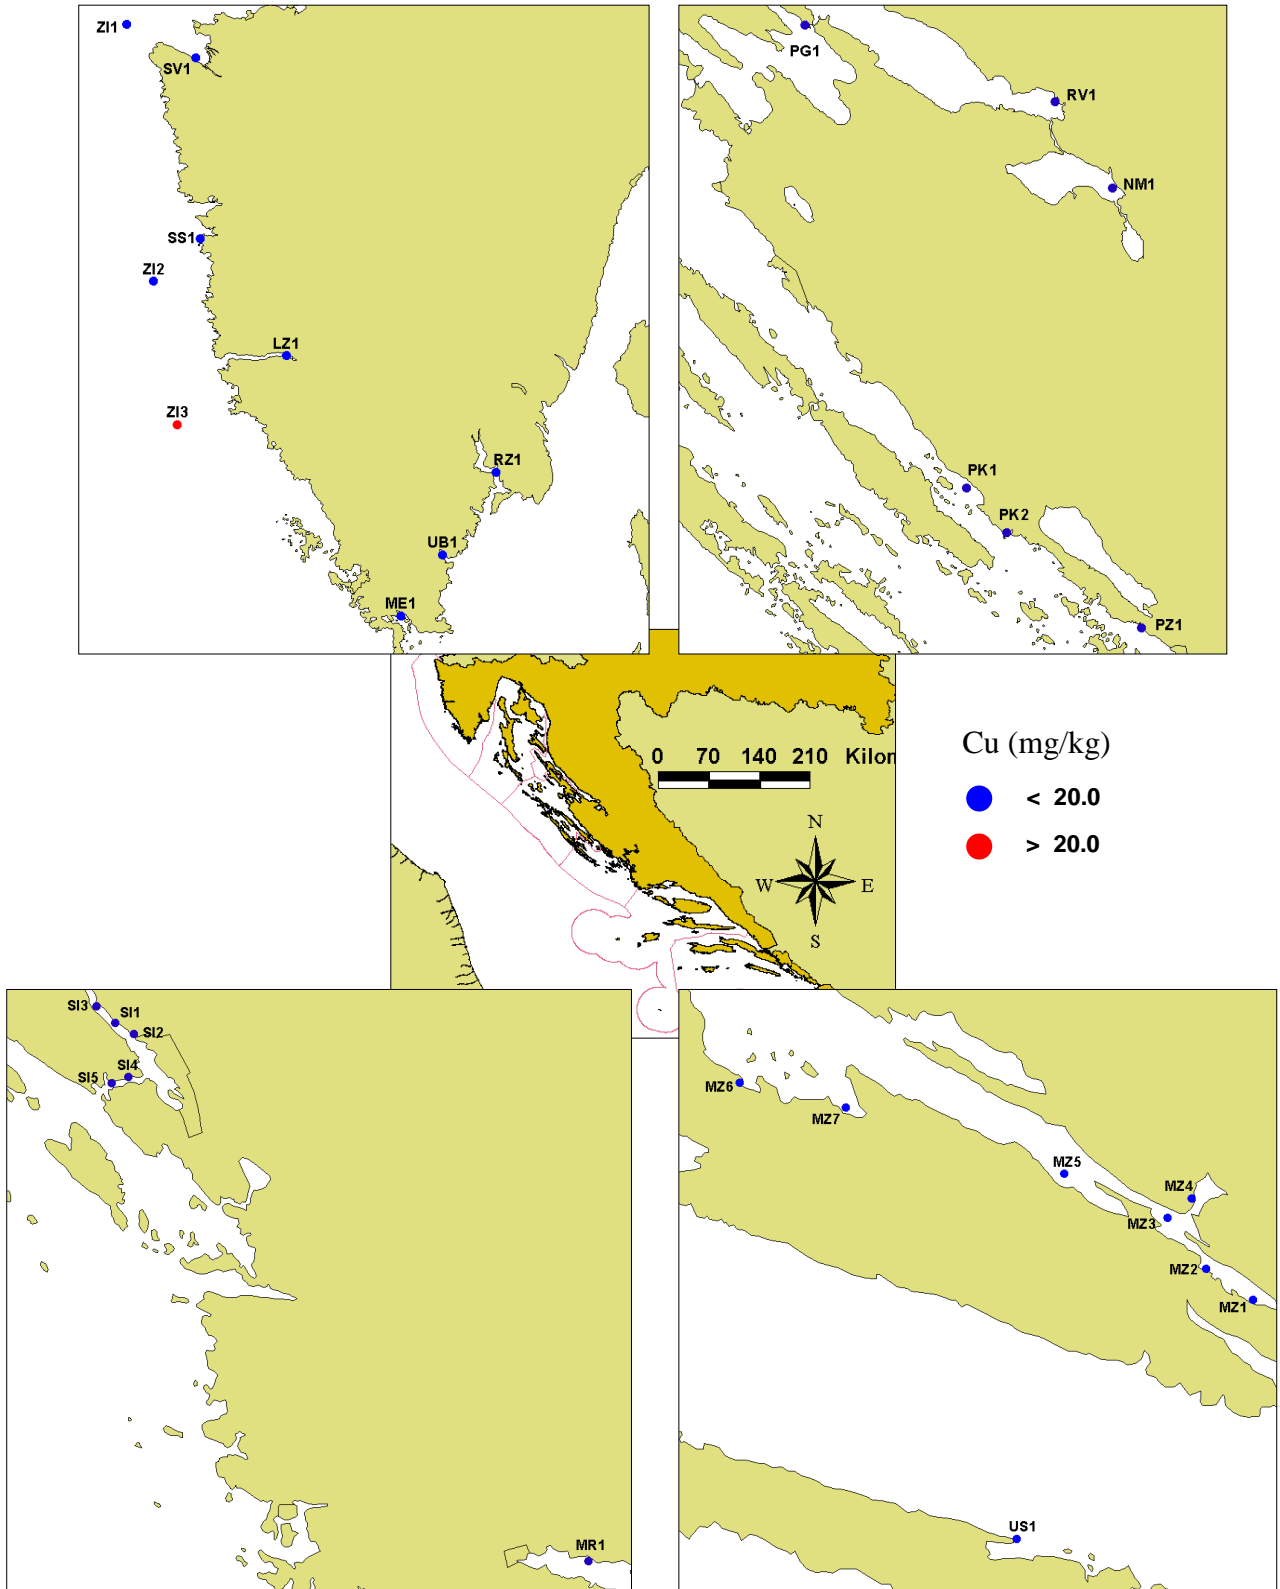 ZI1
SV1
SS1
ZI2
LZ1
ZI3
RZ1
UB1
ME1
PG1
RV1
NM1
PK1
PK2
PZ1
0 70 140 210 Kilon
N
W E
S
Cu (mg/kg)
< 20.0
> 20.0
SI3
SI1
SI2
SI4
SI5
MR1
MZ6
MZ7
MZ5
MZ4
MZ3
MZ2
MZ1
US1